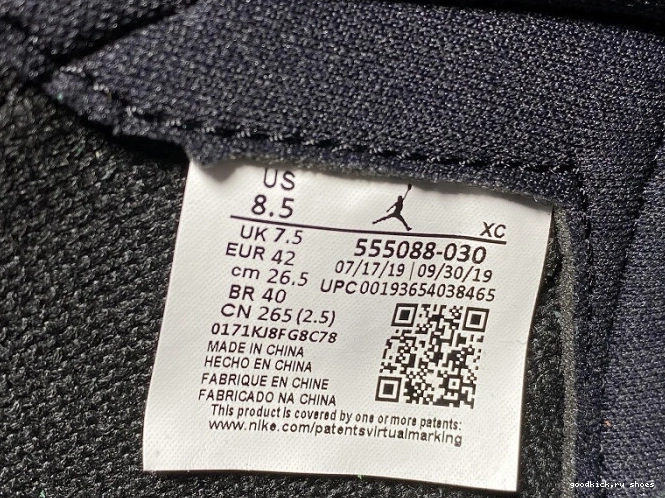 US
8.5
XC
UK 7.5
555088-030
EUR 42
07/17/19 | 09/30/19
cm 26.5
UPC00193654038465
BR 40
CN 265 (2.5)
0171KJ8FG8C78
MADE IN CHINA
HECHO EN CHINA
FABRIQUE EN CHINE
FABRICADO NA CHINA
This product is covered by one or more patents:
www.nike.com/patentsvirtualmarking
goodkick.ru shoes